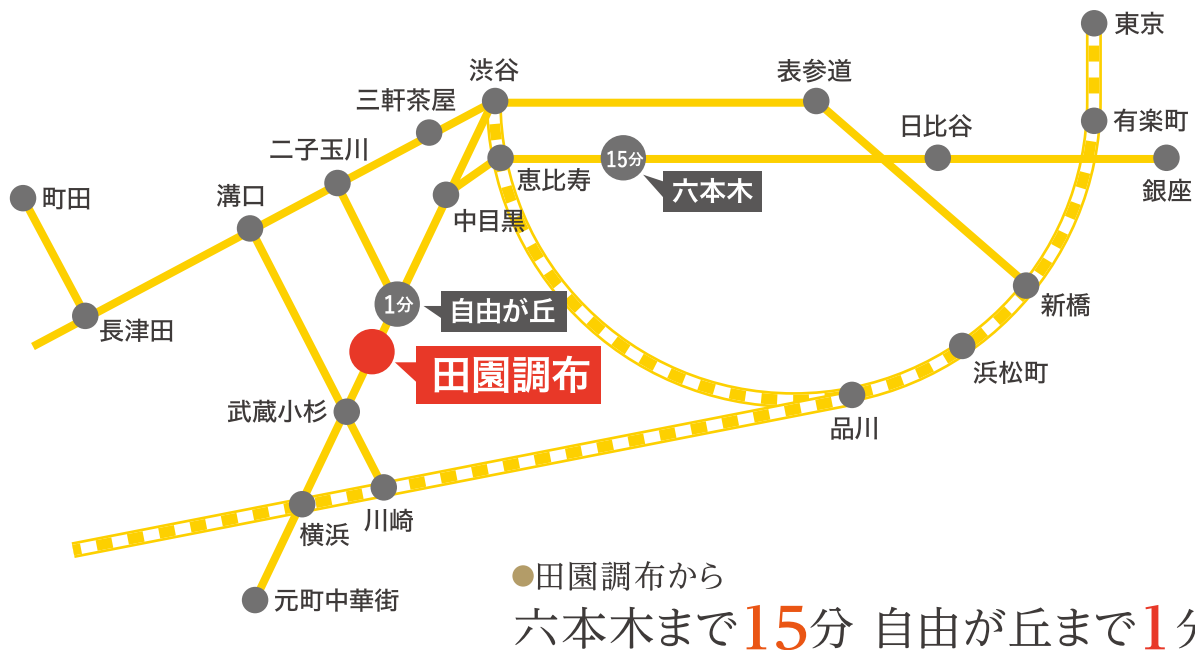 東京
渋谷
表参道
三軒茶屋
有楽町
日比谷
二子玉川
15分
恵比寿
六本木
銀座
町田
溝口
中目黒
1分
自由が丘
新橋
長津田
田園調布
浜松町
武蔵小杉
品川
川崎
横浜
元町中華街
田園調布から
六本木まで15分 自由が丘まで1分